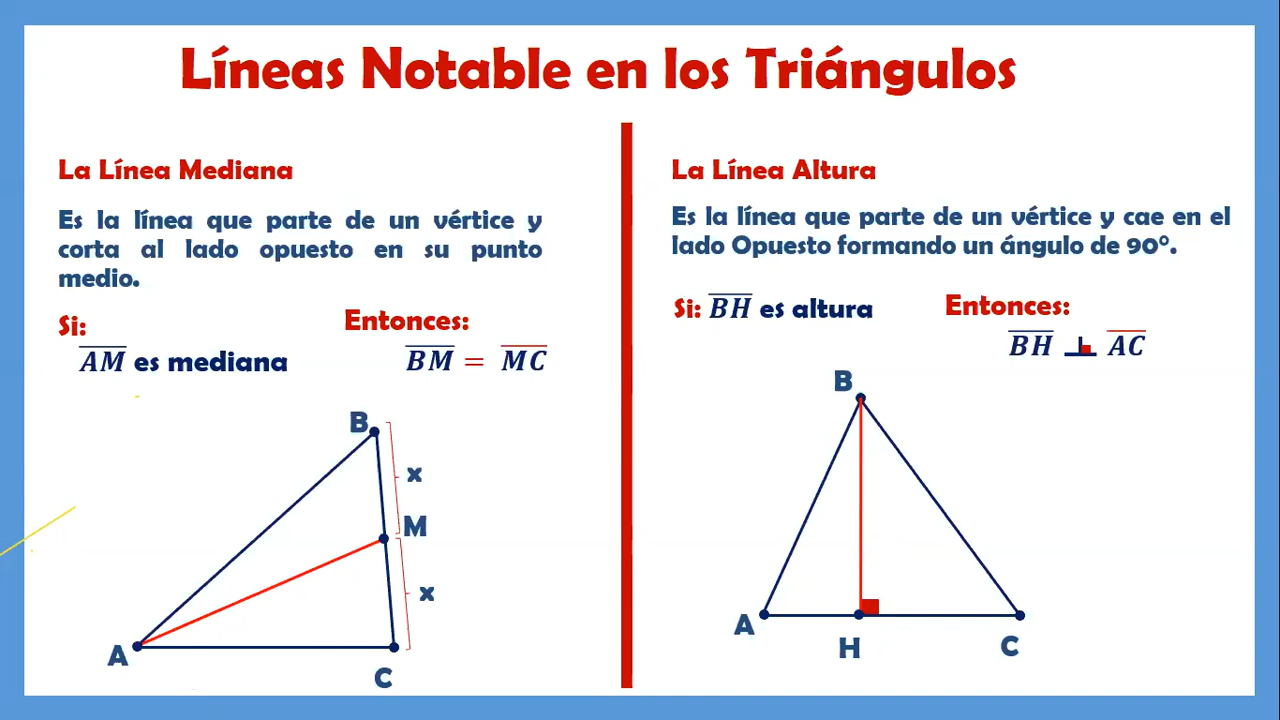 Líneas Notable en los Triángulos
La Línea Mediana
Es la línea que parte de un vértice y
corta al lado opuesto en su punto
medio.
Si:
AM es mediana
Entonces:
BM = MC
B
x
M
x
A
C
La Línea Altura
Es la línea que parte de un vértice y cae en el
lado Opuesto formando un ángulo de 90°.
Si: BH es altura
Entonces:
BH ⊥ AC
B
A
H
C